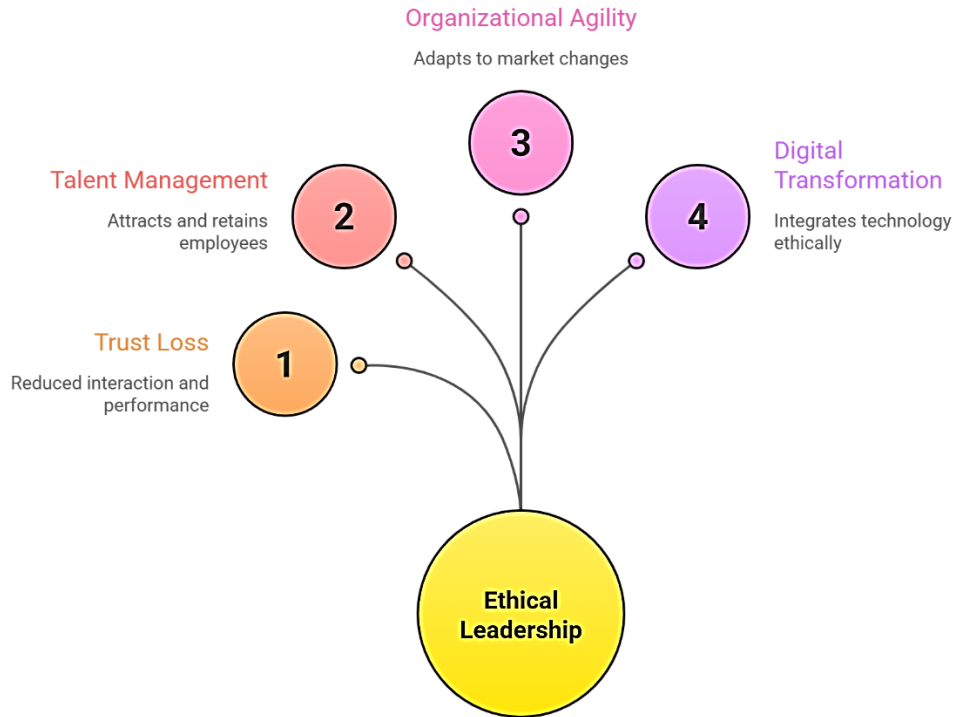 Organizational Agility
Adapts to market changes
3
Digital
Transformation
Integrates technology
ethically
4
Talent Management
Attracts and retains
employees
2
Trust Loss
Reduced interaction and
performance
1
Ethical
Leadership